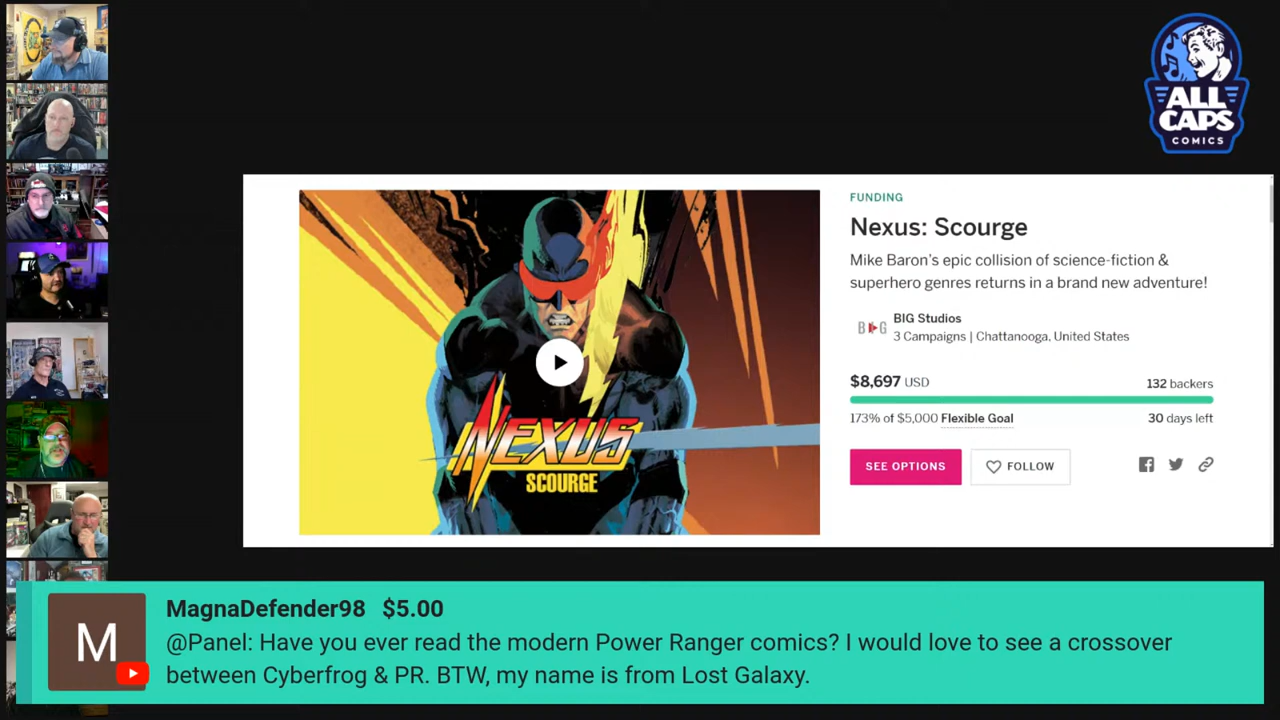 ALL
CAPS
COMICS
FUNDING
Nexus: Scourge
Mike Baron's epic collision of science-fiction &
superhero genres returns in a brand new adventure!
BIG
BIG Studios
3 Campaigns | Chattanooga, United States
$8,697 USD
132 backers
173% of $5,000 Flexible Goal
30 days left
SEE OPTIONS
FOLLOW
NEXUS
SCOURGE
M
MagnaDefender98 $5.00
@Panel: Have you ever read the modern Power Ranger comics? I would love to see a crossover
between Cyberfrog & PR. BTW, my name is from Lost Galaxy.